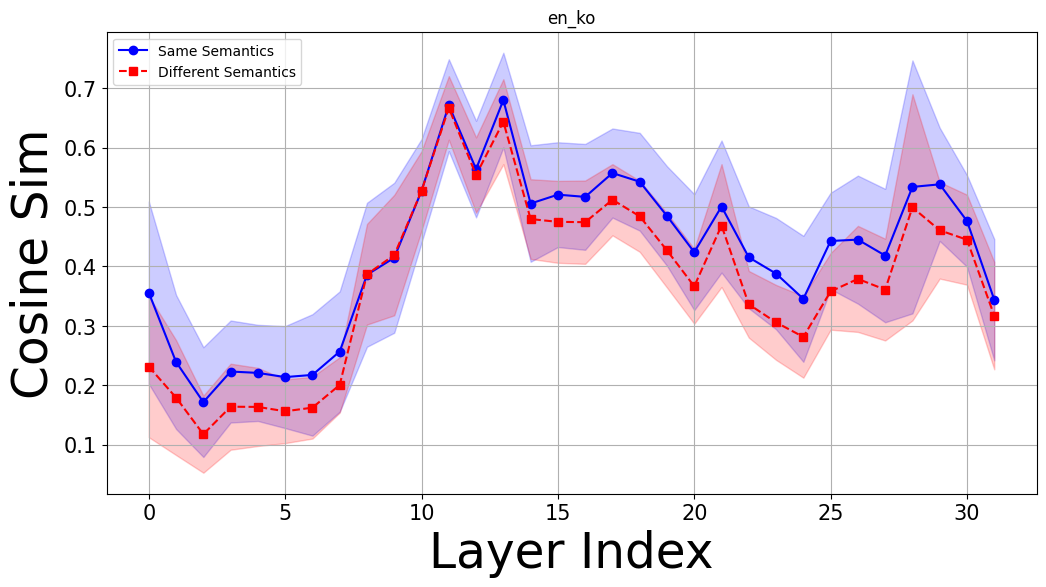 en_ko
Same Semantics
Different Semantics
Cosine Sim
0.7
0.6
0.5
0.4
0.3
0.2
0.1
0 5 10 15 20 25 30
Layer Index